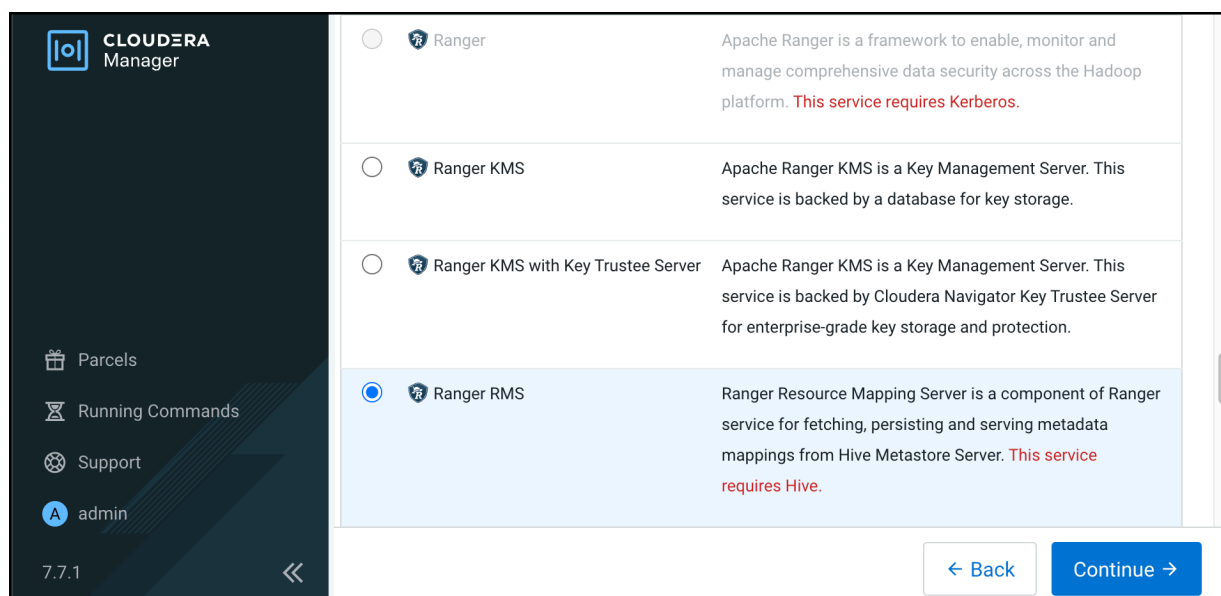 CLOUDERA
Manager
Parcels
Running Commands
Support
A admin
7.7.1
Ranger
Apache Ranger is a framework to enable, monitor and
manage comprehensive data security across the Hadoop
platform. This service requires Kerberos.
Ranger KMS
Apache Ranger KMS is a Key Management Server. This
service is backed by a database for key storage.
Ranger KMS with Key Trustee Server
Apache Ranger KMS is a Key Management Server. This
service is backed by Cloudera Navigator Key Trustee Server
for enterprise-grade key storage and protection.
Ranger RMS
Ranger Resource Mapping Server is a component of Ranger
service for fetching, persisting and serving metadata
mappings from Hive Metastore Server. This service
requires Hive.
← Back
Continue →